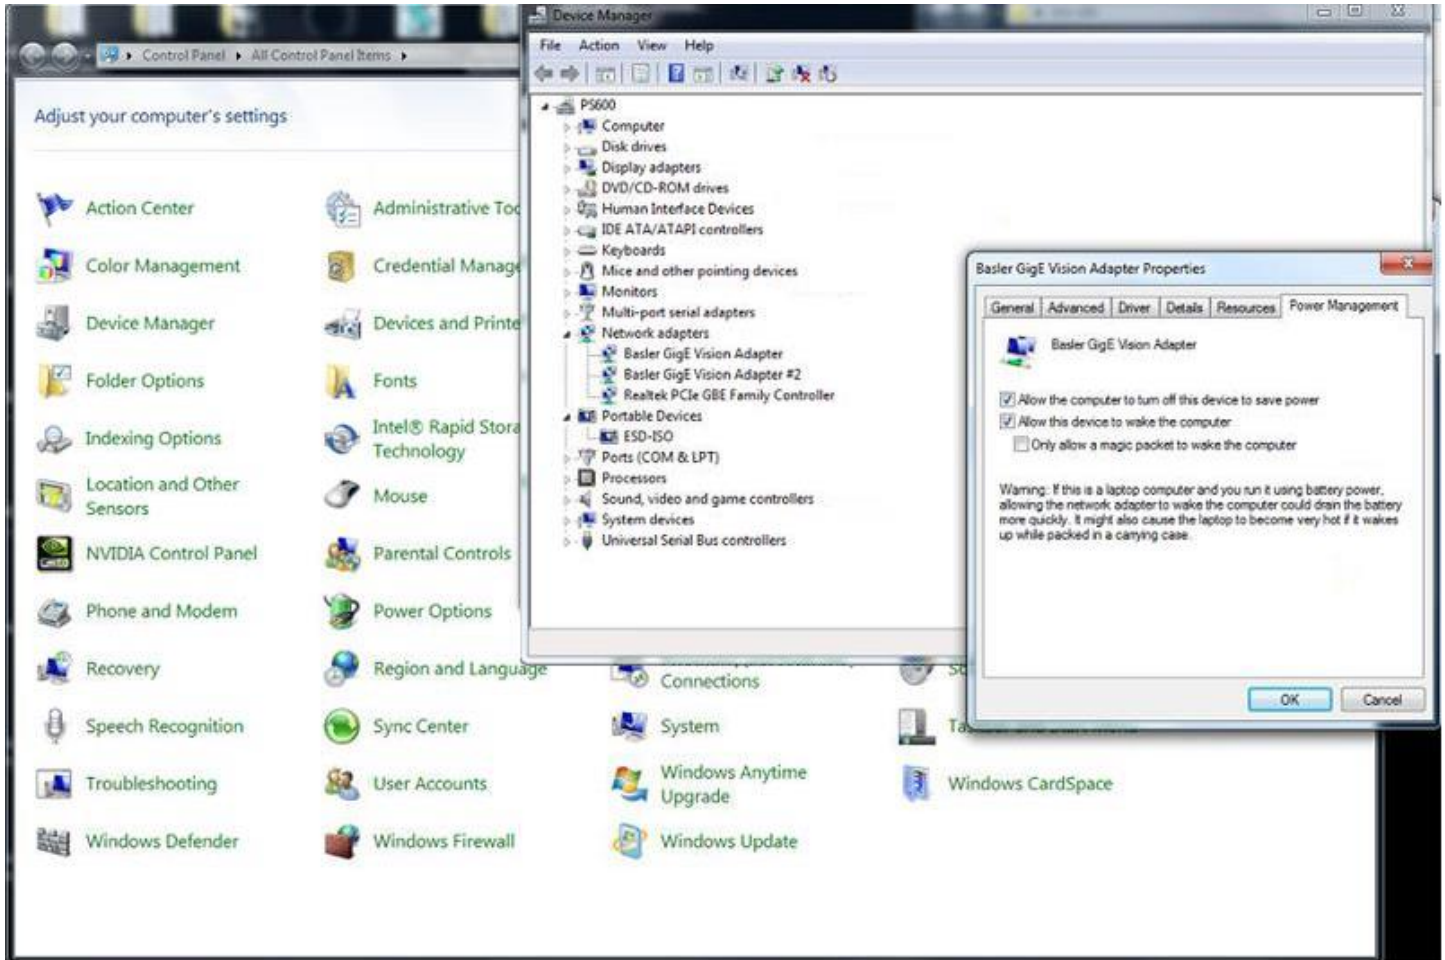 Control Panel
All Control Panel Items
Adjust your computer's settings
Action Center
Administrative Too
Color Management
Credential Manage
Device Manager
Devices and Printe
Folder Options
Fonts
Indexing Options
Intel® Rapid Stora
Technology
Location and Other
Sensors
Mouse
NVIDIA Control Panel
Parental Controls
Phone and Modem
Power Options
Recovery
Region and Language
Connections
Speech Recognition
Sync Center
System
Troubleshooting
User Accounts
Windows Anytime
Upgrade
Windows CardSpace
Windows Defender
Windows Firewall
Windows Update
Device Manager
File Action View Help
PS600
Computer
Disk drives
Display adapters
DVD/CD-ROM drives
Human Interface Devices
IDE ATA/ATAPI controllers
Keyboards
Mice and other pointing devices
Monitors
Multi-port serial adapters
Network adapters
Basler GigE Vision Adapter
Basler GigE Vision Adapter #2
Realtek PCIe GBE Family Controller
Portable Devices
ESD-ISO
Ports (COM & LPT)
Processors
Sound, video and game controllers
System devices
Universal Serial Bus controllers
Basler GigE Vision Adapter Properties
General Advanced Driver Details Resources Power Management
Basler GigE Vision Adapter
Allow the computer to turn off this device to save power
Allow this device to wake the computer
Only allow a magic packet to wake the computer
Warning: If this is a laptop computer and you run it using battery power,
allowing the network adapter to wake the computer could drain the battery
more quickly. It might also cause the laptop to become very hot if it wakes
up while packed in a carrying case.
OK Cancel